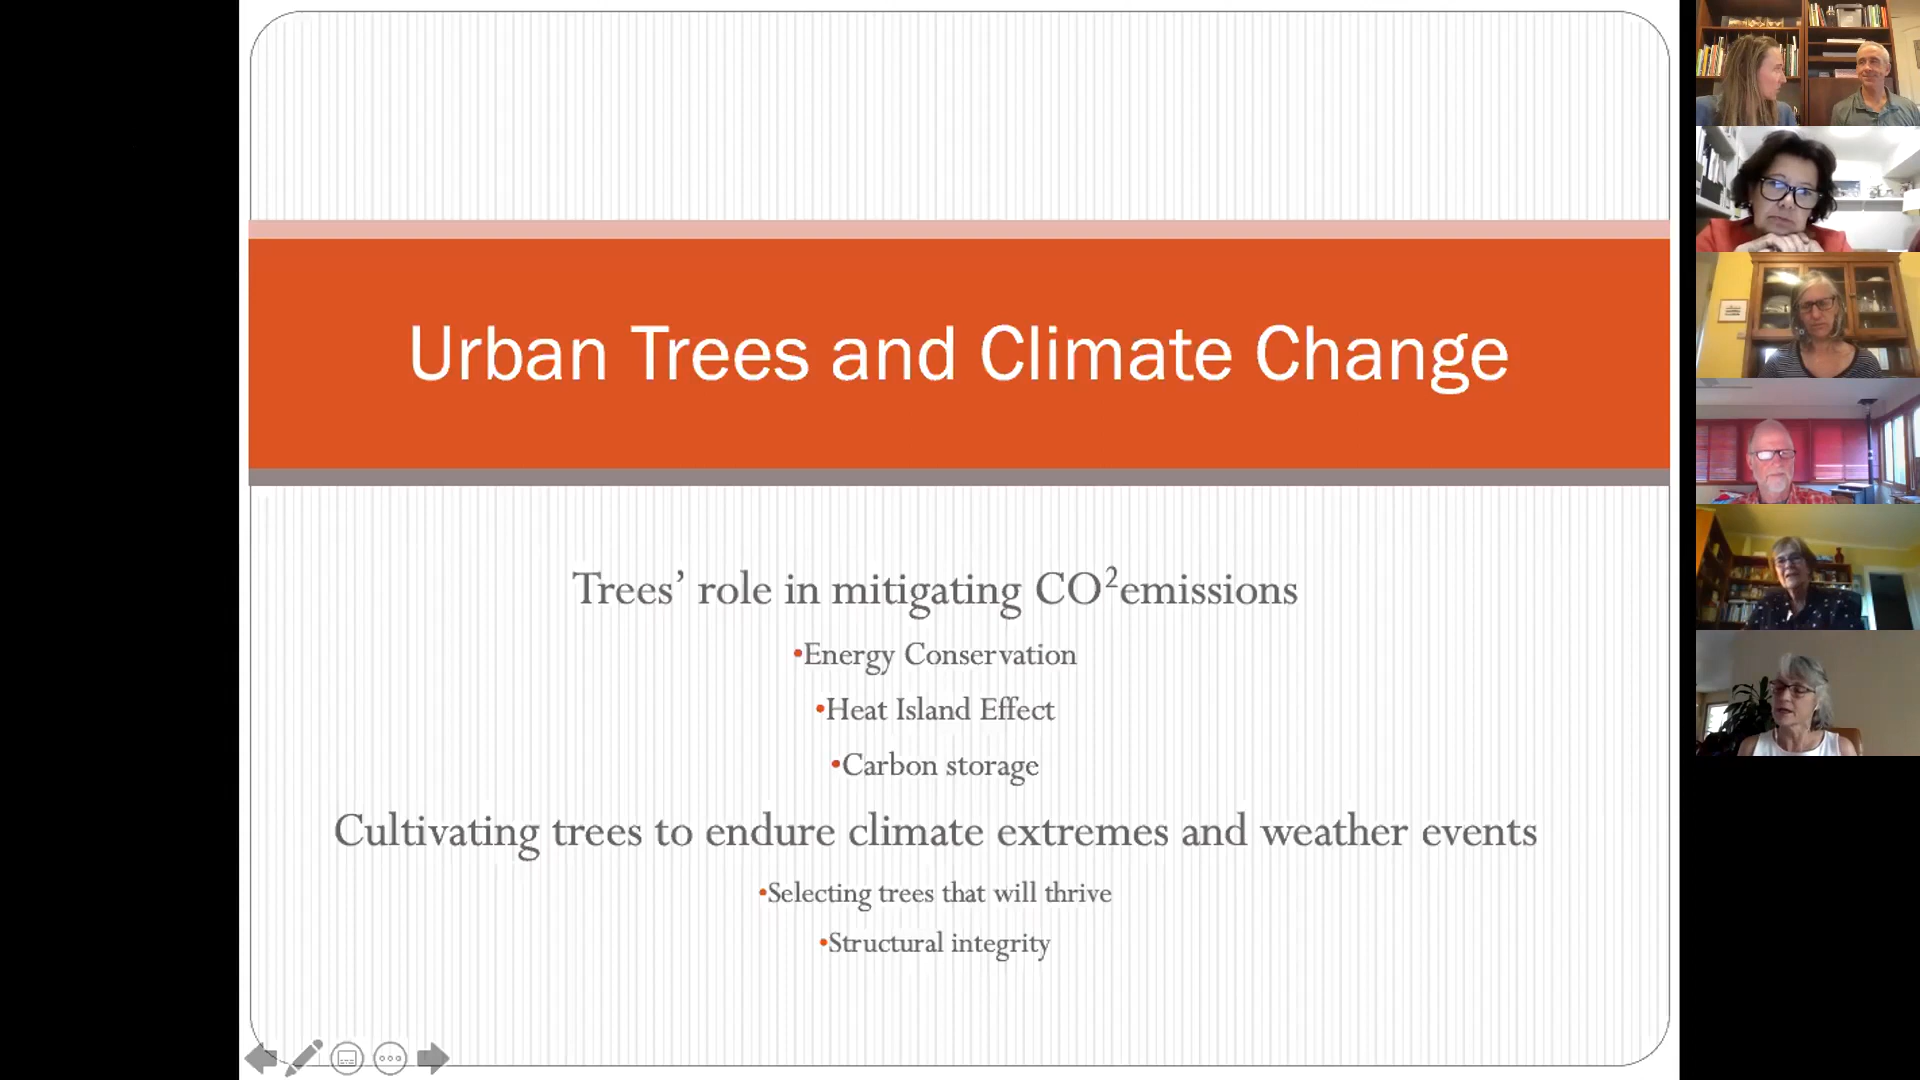 Urban Trees and Climate Change
Trees’ role in mitigating CO²emissions
•Energy Conservation
•Heat Island Effect
•Carbon storage
Cultivating trees to endure climate extremes and weather events
•Selecting trees that will thrive
•Structural integrity